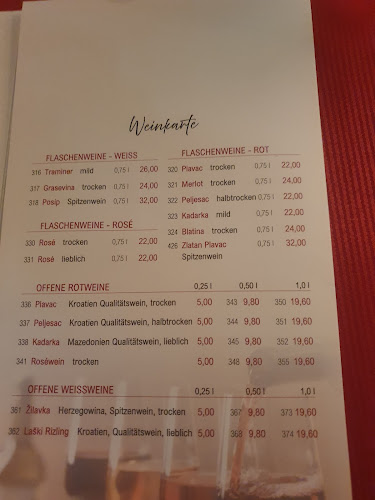 Weinkarte
FLASCHENWEINE - WEISS
316 Traminer mild 0,75 l 26,00
317 Grasevina trocken 0,75 l 24,00
318 Posip Spitzenwein 0,75 l 32,00
FLASCHENWEINE - ROSÉ
330 Rosé trocken 0,75 l 22,00
331 Rosé lieblich 0,75 l 22,00
FLASCHENWEINE - ROT
320 Plavac trocken 0,75 l 22,00
321 Merlot trocken 0,75 l 24,00
322 Peljesac halbtrocken 0,75 l 22,00
323 Kadarka mild 0,75 l 22,00
324 Blatina trocken 0,75 l 24,00
426 Zlatan Plavac 0,75 l 32,00
Spitzenwein
OFFENE ROTWEINE 0,25 l 0,50 l 1,0 l
336 Plavac Kroatien Qualitätswein, trocken 5,00 343 9,80 350 19,60
337 Peljesac Kroatien Qualitätswein, halbtrocken 5,00 344 9,80 351 19,60
338 Kadarka Mazedonien Qualitätswein, lieblich 5,00 345 9,80 352 19,60
341 Roséwein trocken 5,00 348 9,80 355 19,60
OFFENE WEISSWEINE 0,25 l 0,50 l 1,0 l
361 Žilavka Herzegowina, Spitzenwein, trocken 5,00 367 9,80 373 19,60
362 Laški Rizling Kroatien, Qualitätswein, lieblich 5,00 368 9,80 374 19,60